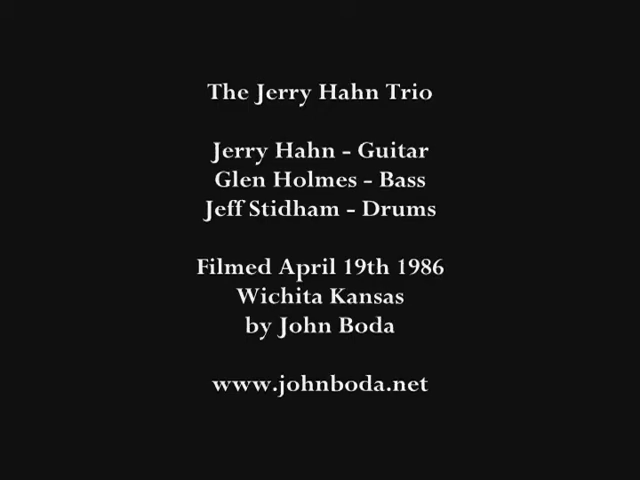 The Jerry Hahn Trio
Jerry Hahn - Guitar
Glen Holmes - Bass
Jeff Stidham - Drums
Filmed April 19th 1986
Wichita Kansas
by John Boda
www.johnboda.net